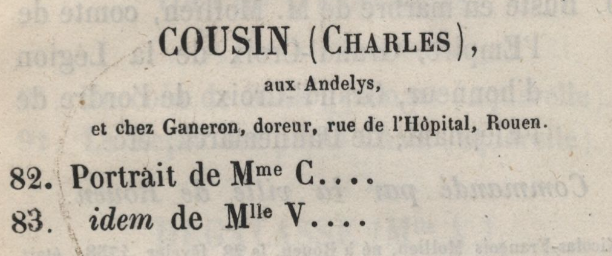 COUSIN (CHARLES),
aux Andelys,
et chez Ganeron, doreur, rue de l'Hôpital, Rouen.
82. Portrait de Mme C....
83. idem de Mlle V....